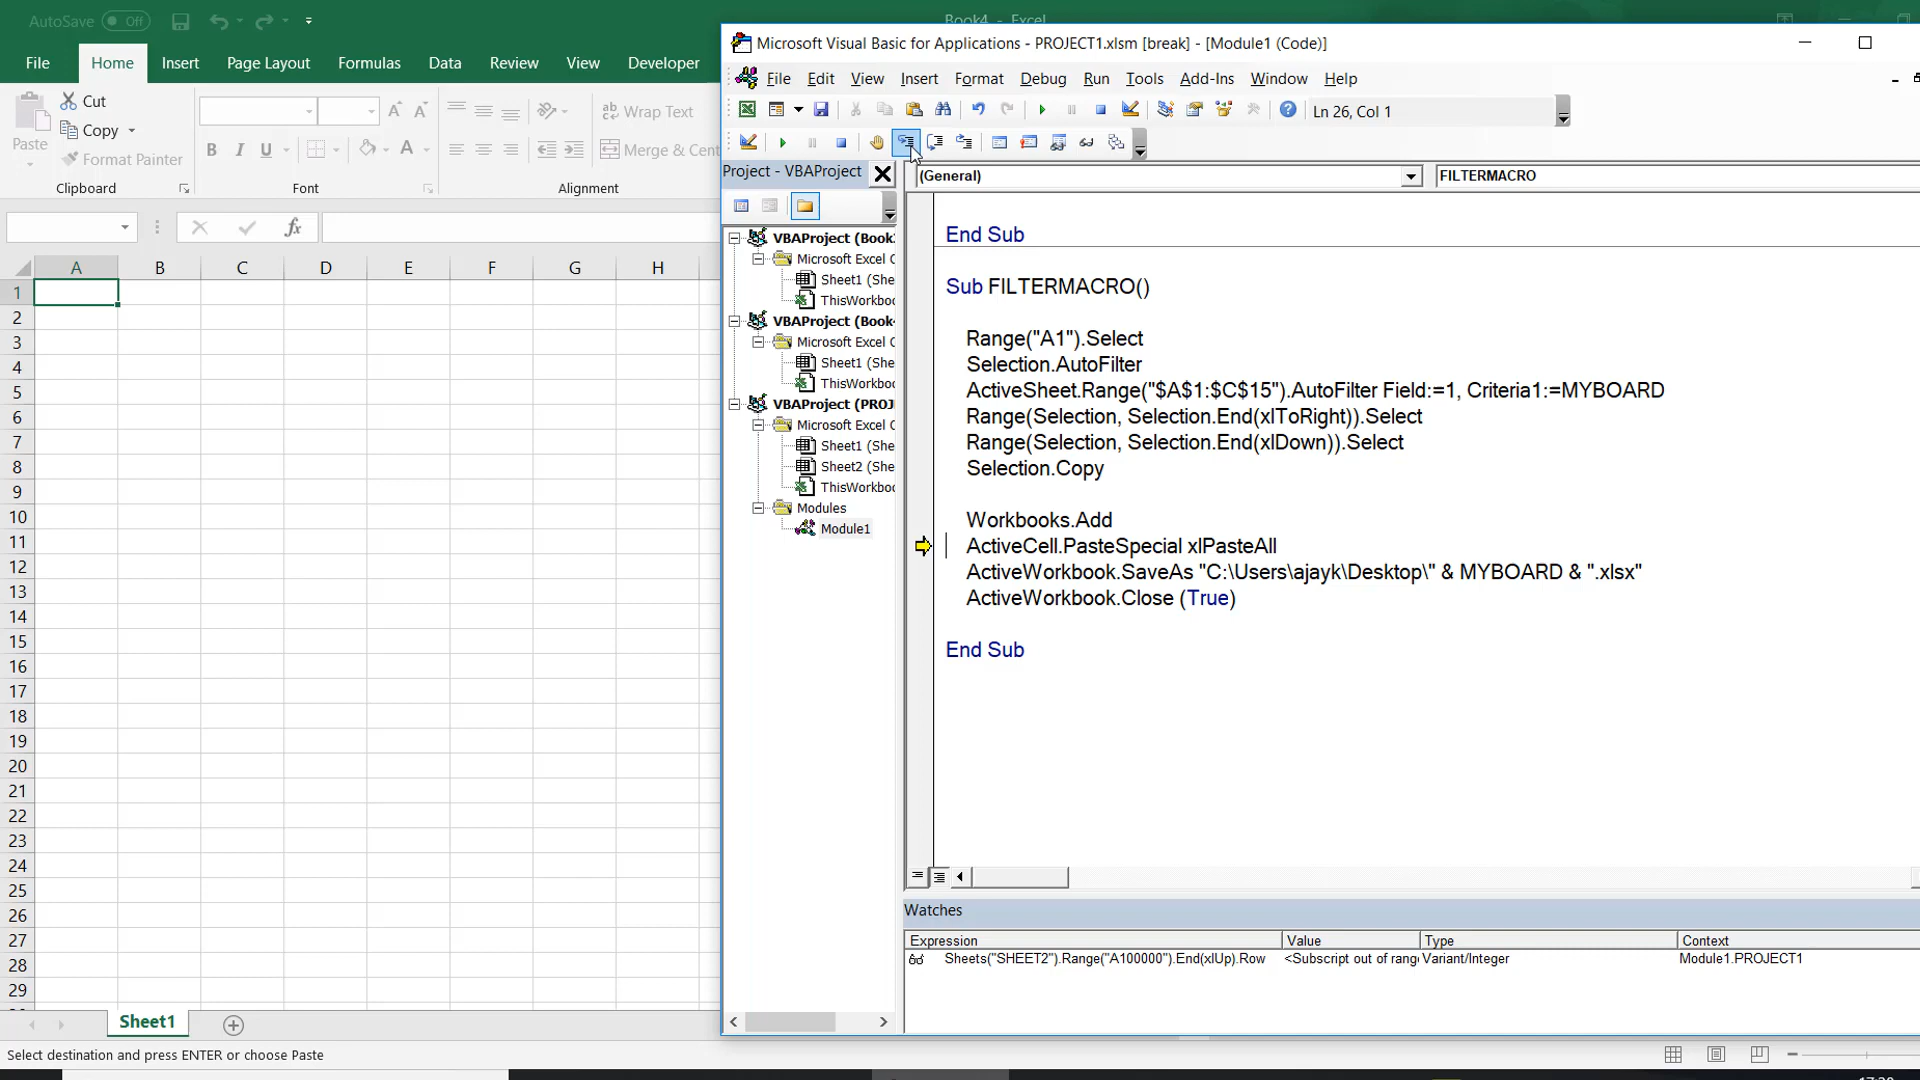 AutoSave Off
Book4 - Excel
File Home Insert Page Layout Formulas Data Review View Developer
Cut
Copy
Format Painter
Paste
Clipboard
Font
Wrap Text
Merge & Cent
Alignment
A B C D E F G H
1
2
3
4
5
6
7
8
9
10
11
12
13
14
15
16
17
18
19
20
21
22
23
24
25
26
27
28
29
Sheet1
Select destination and press ENTER or choose Paste
Microsoft Visual Basic for Applications - PROJECT1.xlsm [break] - [Module1 (Code)]
File Edit View Insert Format Debug Run Tools Add-Ins Window Help
Ln 26, Col 1
Project - VBAProject
VBAProject (Book
Microsoft Excel
Sheet1 (She
ThisWorkboo
VBAProject (Book
Microsoft Excel
Sheet1 (She
ThisWorkboo
VBAProject (PROJ
Microsoft Excel
Sheet1 (She
Sheet2 (She
ThisWorkboo
Modules
Module1
(General)
FILTERMACRO
End Sub
Sub FILTERMACRO()
Range("A1").Select
Selection.AutoFilter
ActiveSheet.Range("$A$1:$C$15").AutoFilter Field:=1, Criteria1:=MYBOARD
Range(Selection, Selection.End(xlToRight)).Select
Range(Selection, Selection.End(xlDown)).Select
Selection.Copy
Workbooks.Add
ActiveCell.PasteSpecial xlPasteAll
ActiveWorkbook.SaveAs "C:\Users\ajayk\Desktop\" & MYBOARD & ".xlsx"
ActiveWorkbook.Close (True)
End Sub
Watches
Expression Value Type Context
Sheets("SHEET2").Range("A100000").End(xlUp).Row <Subscript out of rang Variant/Integer Module1.PROJECT1